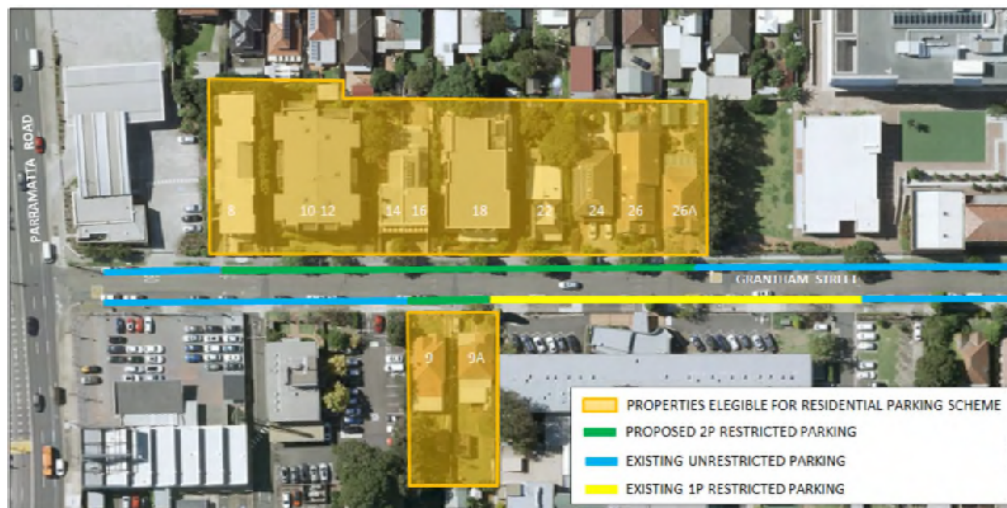 PARRAMATTA ROAD
8
10-12
14
16
18
22
24
26
26A
GRANTHAM STREET
9
9A
PROPERTIES ELEGIBLE FOR RESIDENTIAL PARKING SCHEME
PROPOSED 2P RESTRICTED PARKING
EXISTING UNRESTRICTED PARKING
EXISTING 1P RESTRICTED PARKING